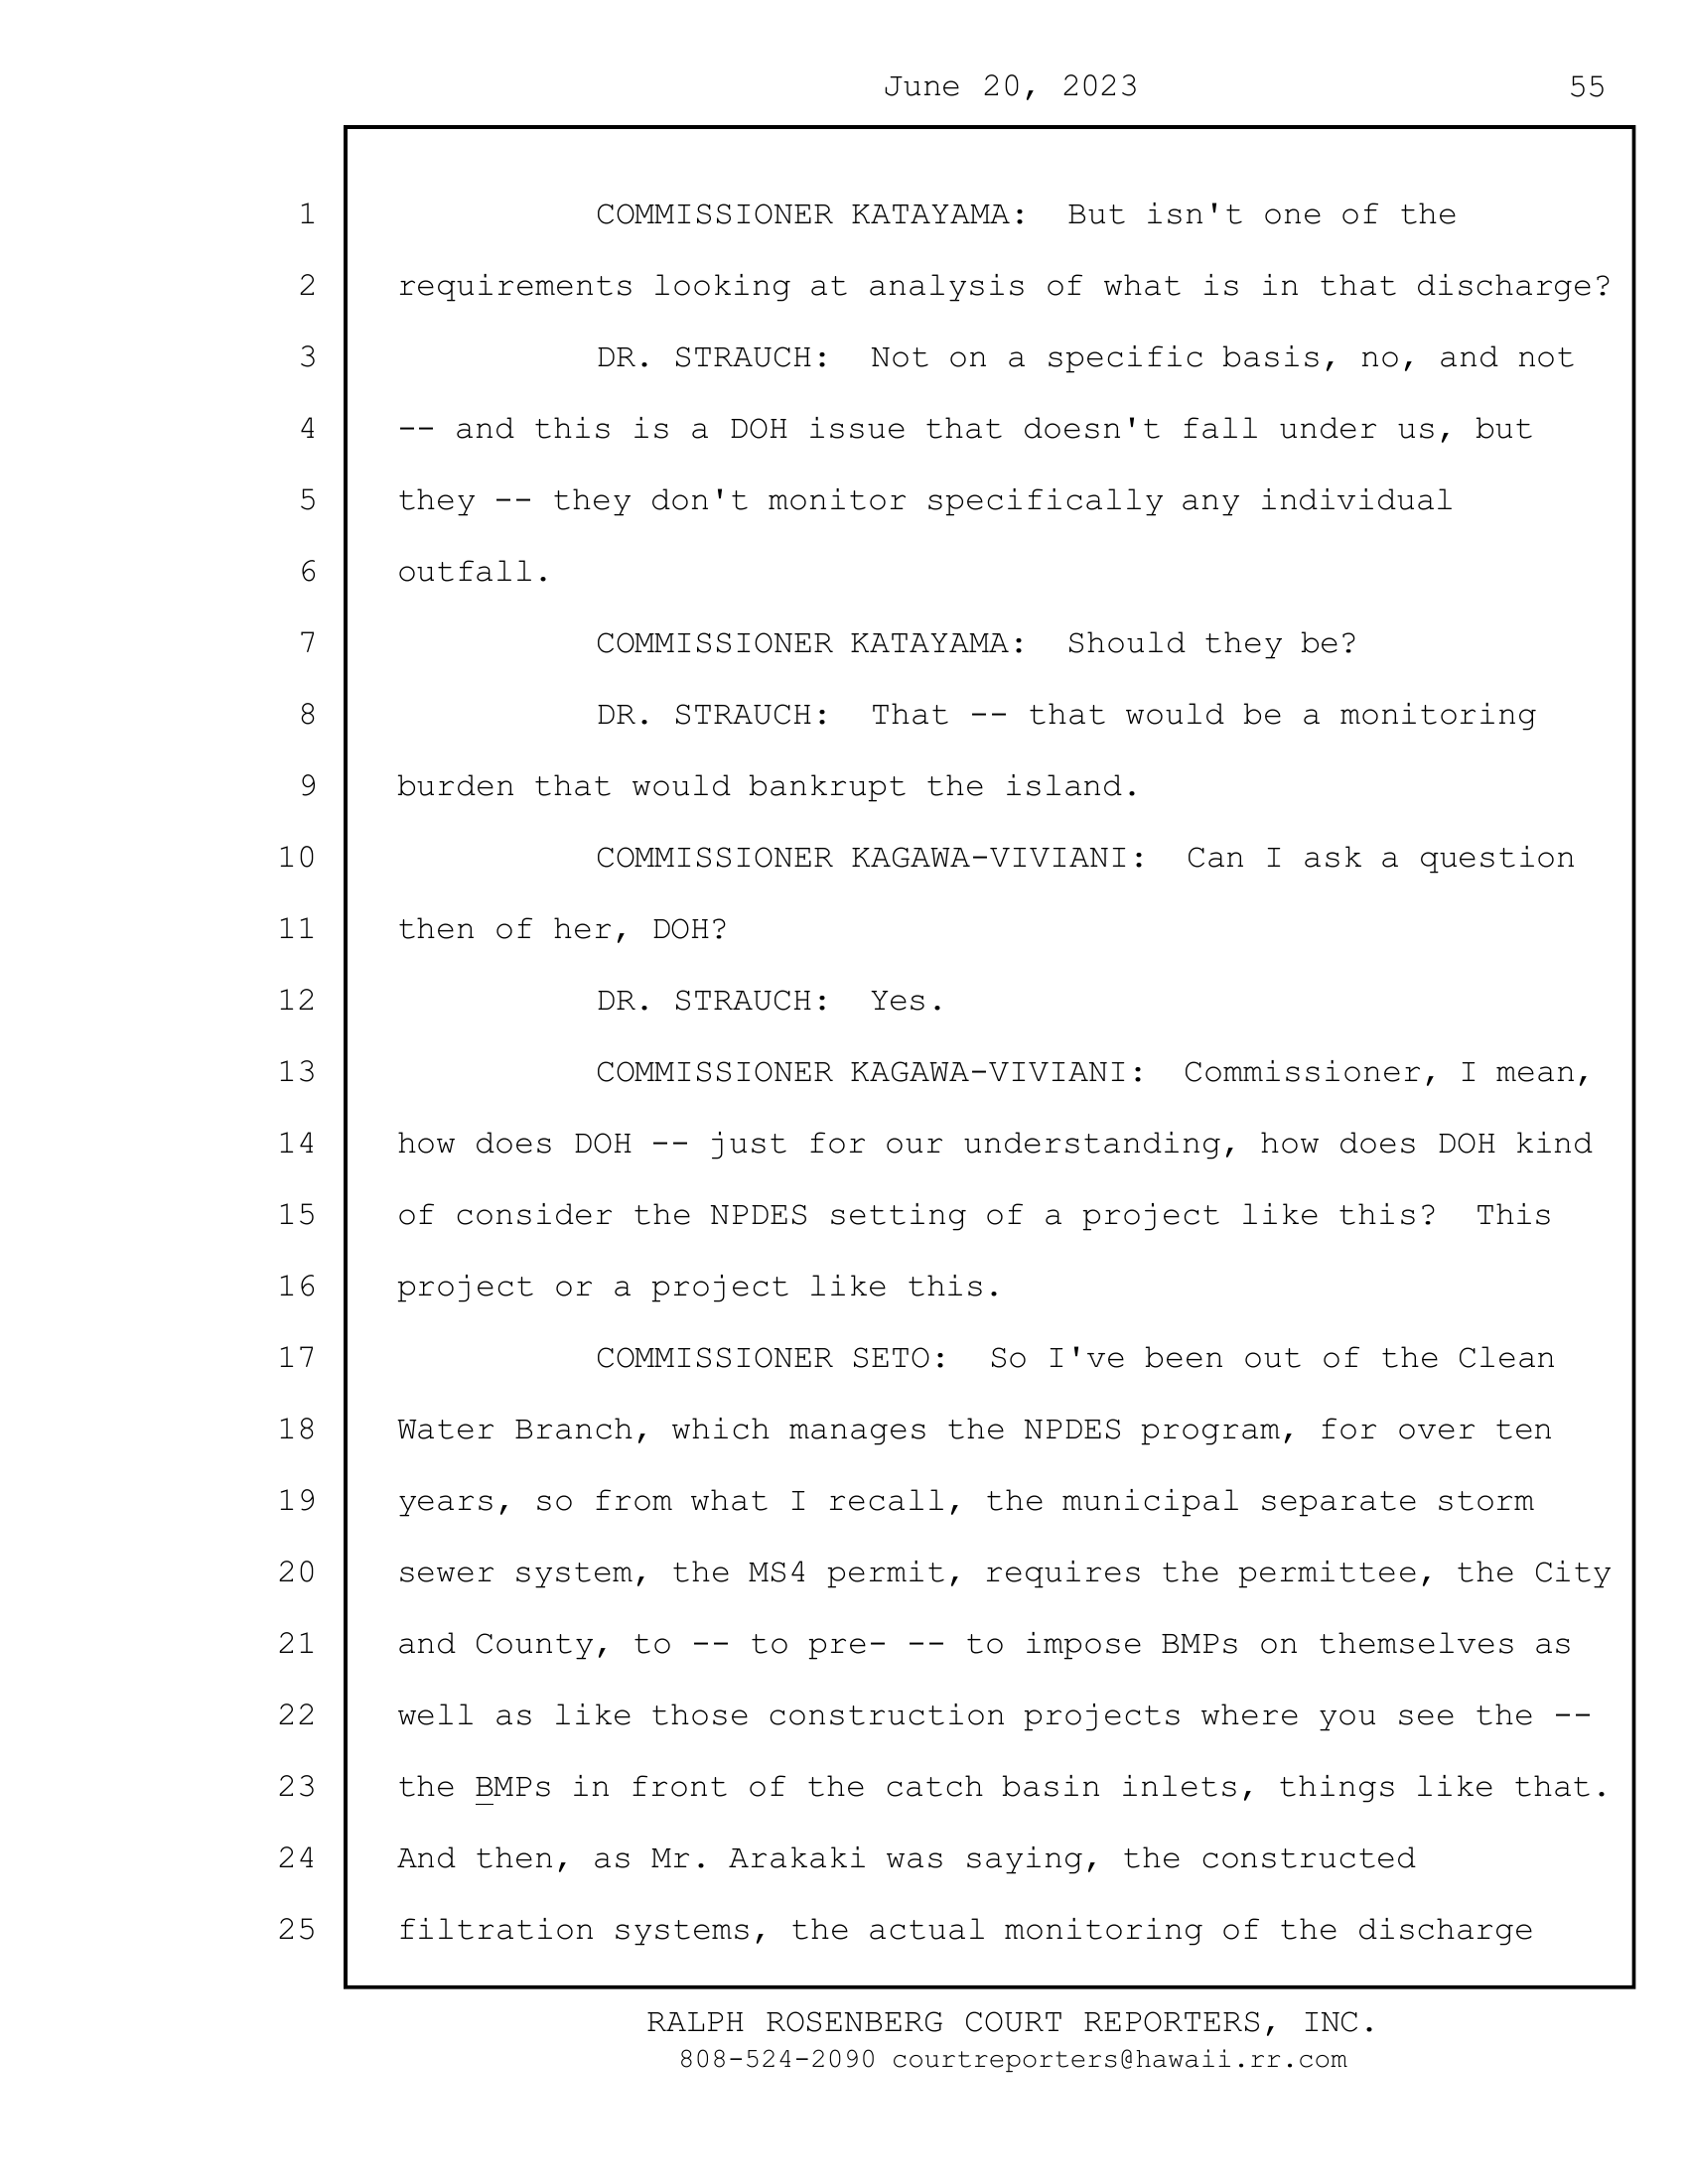 June 20, 2023 55
1 COMMISSIONER KATAYAMA: But isn't one of the
2 requirements looking at analysis of what is in that discharge?
3 DR. STRAUCH: Not on a specific basis, no, and not
4 -- and this is a DOH issue that doesn't fall under us, but
5 they -- they don't monitor specifically any individual
6 outfall.
7 COMMISSIONER KATAYAMA: Should they be?
8 DR. STRAUCH: That -- that would be a monitoring
9 burden that would bankrupt the island.
10 COMMISSIONER KAGAWA-VIVIANI: Can I ask a question
11 then of her, DOH?
12 DR. STRAUCH: Yes.
13 COMMISSIONER KAGAWA-VIVIANI: Commissioner, I mean,
14 how does DOH -- just for our understanding, how does DOH kind
15 of consider the NPDES setting of a project like this? This
16 project or a project like this.
17 COMMISSIONER SETO: So I've been out of the Clean
18 Water Branch, which manages the NPDES program, for over ten
19 years, so from what I recall, the municipal separate storm
20 sewer system, the MS4 permit, requires the permittee, the City
21 and County, to -- to pre- -- to impose BMPs on themselves as
22 well as like those construction projects where you see the --
23 the BMPs in front of the catch basin inlets, things like that.
24 And then, as Mr. Arakaki was saying, the constructed
25 filtration systems, the actual monitoring of the discharge
RALPH ROSENBERG COURT REPORTERS, INC.
808-524-2090 courtreporters@hawaii.rr.com